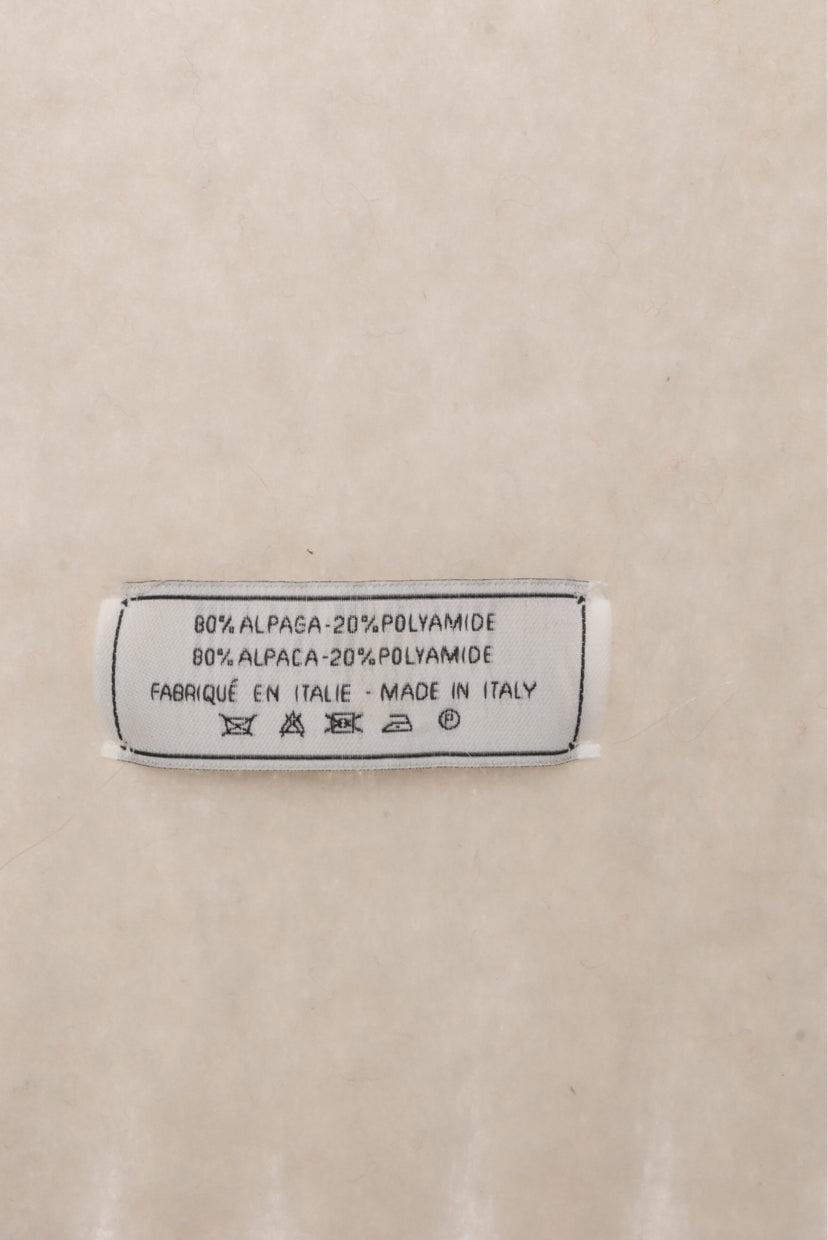 80% ALPAGA-20% POLYAMIDE
80% ALPACA-20% POLYAMIDE
FABRIQUÉ EN ITALIE - MADE IN ITALY
P